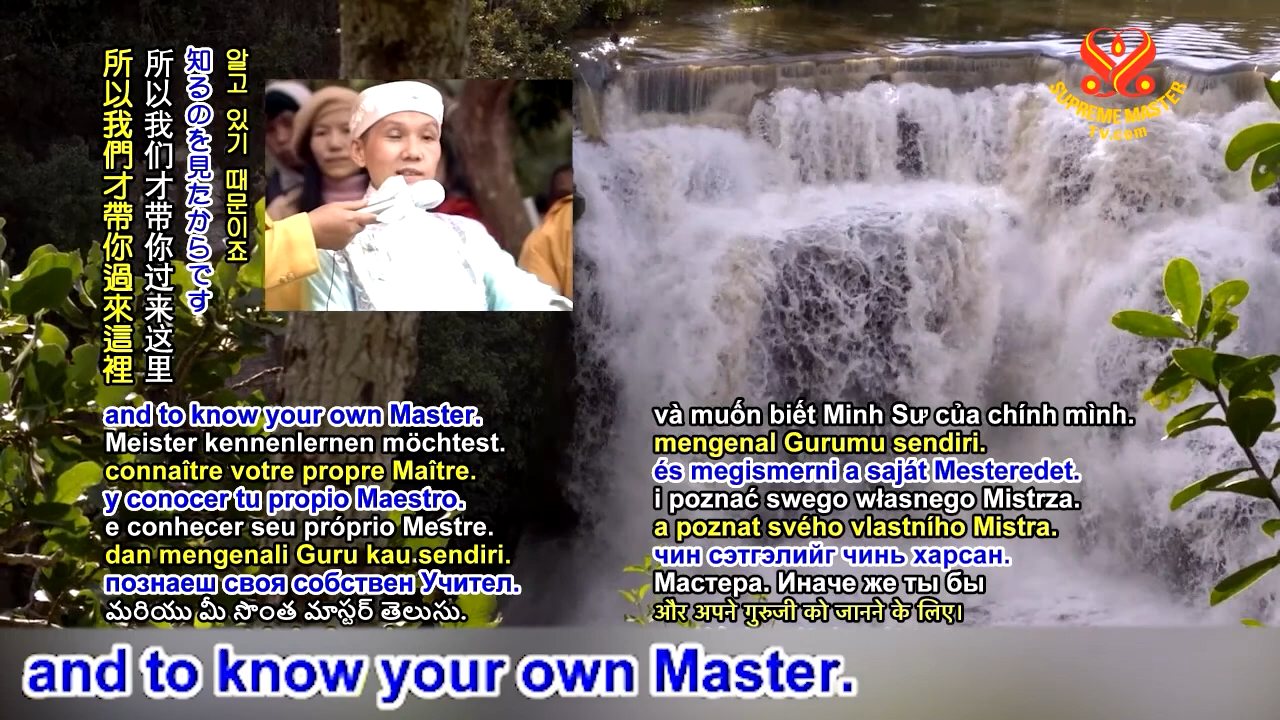 SUPREME MASTER
TV.com
所以我們才帶你過來這裡
所以我们才带你过来这里
知るのを見たからです
알고 있기 때문이죠
and to know your own Master.
Meister kennenlernen möchtest.
connaître votre propre Maître.
y conocer tu propio Maestro.
e conhecer seu próprio Mestre.
dan mengenali Guru kau sendiri.
познаеш своя собствен Учител.
మరియు మీ సొంత మాస్టర్ తెలుసు.
và muốn biết Minh Sư của chính mình.
mengenal Gurumu sendiri.
és megismerni a saját Mesteredet.
i poznać swego własnego Mistrza.
a poznat svého vlastního Mistra.
чин сэтгэлийг чинь харсан.
Мастера. Иначе же ты бы
और अपने गुरुजी को जानने के लिए।
and to know your own Master.